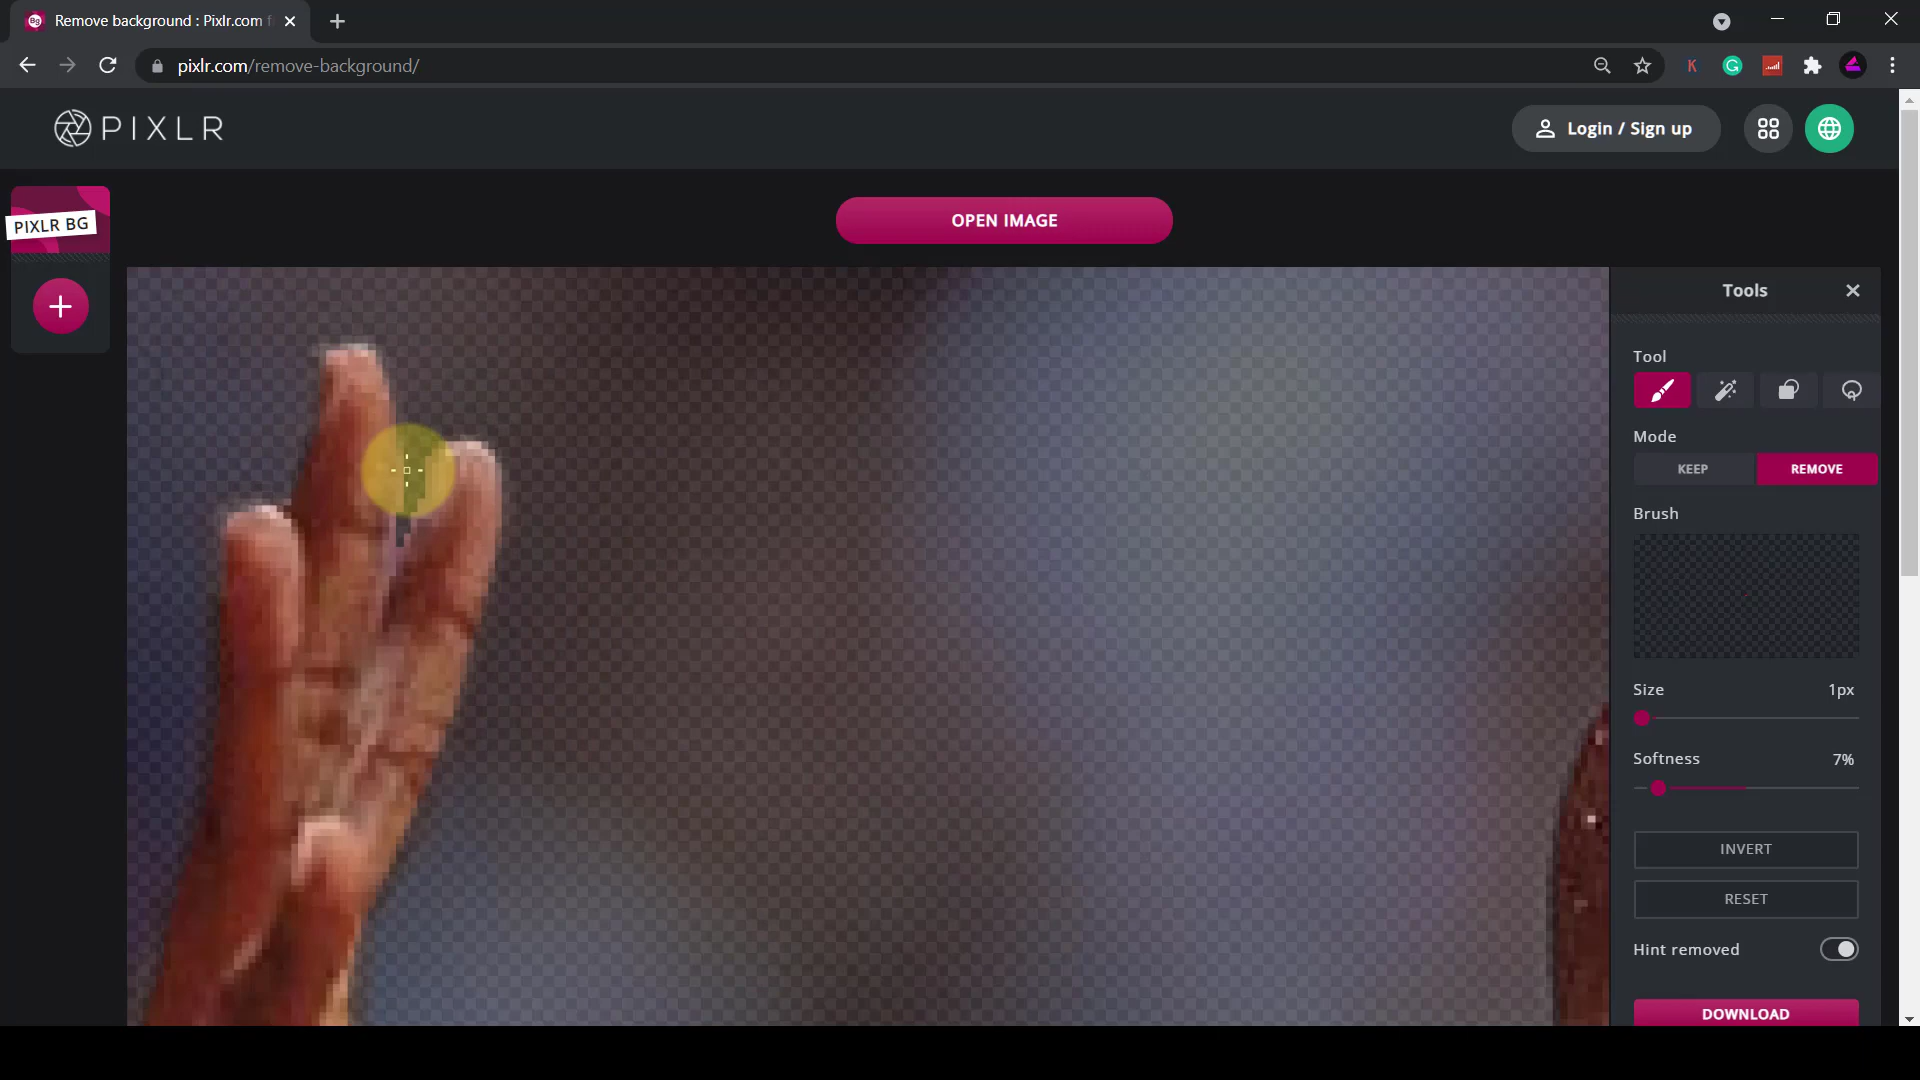 Remove background : Pixlr.com f
pixlr.com/remove-background/
PIXLR
Login / Sign up
PIXLR BG
OPEN IMAGE
Tools
Tool
Mode
KEEP
REMOVE
Brush
Size
1px
Softness
7%
INVERT
RESET
Hint removed
DOWNLOAD